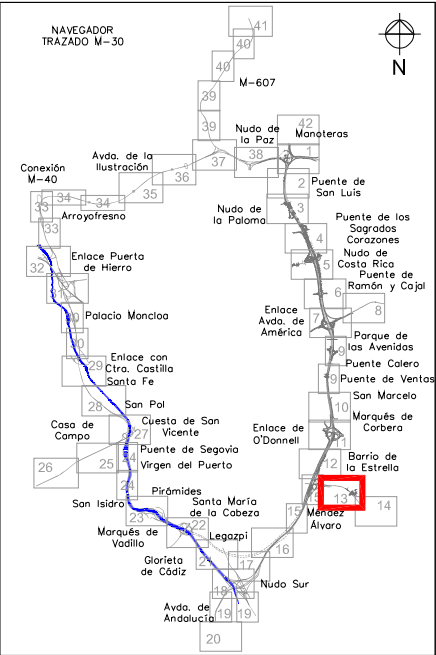 NAVEGADOR
TRAZADO M-30
N
41
40
40
M-607
39
39
42
Nudo de
la Paz
Manoteras
1
2
37
38
Avda. de la
Ilustración
36
35
Conexión
M-40
34
34
33
33
Arroyofresno
2
Puente de
San Luis
Nudo de
la Paloma
3
Puente de los
Sagrados
Corazones
4
Nudo de
Costa Rica
5
Puente de
Ramón y Cajal
6
7
8
Enlace
Avda. de
América
Enlace Puerta
de Hierro
32
Palacio Moncloa
Parque de
las Avenidas
9
Puente Calero
9
Puente de Ventas
Enlace con
Ctra. Castilla
29
Santa Fe
28
San Pol
San Marcelo
10
Marqués de
Corbera
11
Enlace de
O'Donnell
Casa de
Campo
Cuesta de San
Vicente
27
26
25
Puente de Segovia
Virgen del Puerto
24
24
Barrio de
la Estrella
12
13
14
15
15
Méndez
Álvaro
Pirámides
San Isidro
23
22
Santa María
de la Cabeza
Marqués de
Vadillo
Legazpi
16
17
Glorieta
de Cádiz
21
18
Nudo Sur
Avda. de
Andalucía
19
19
20